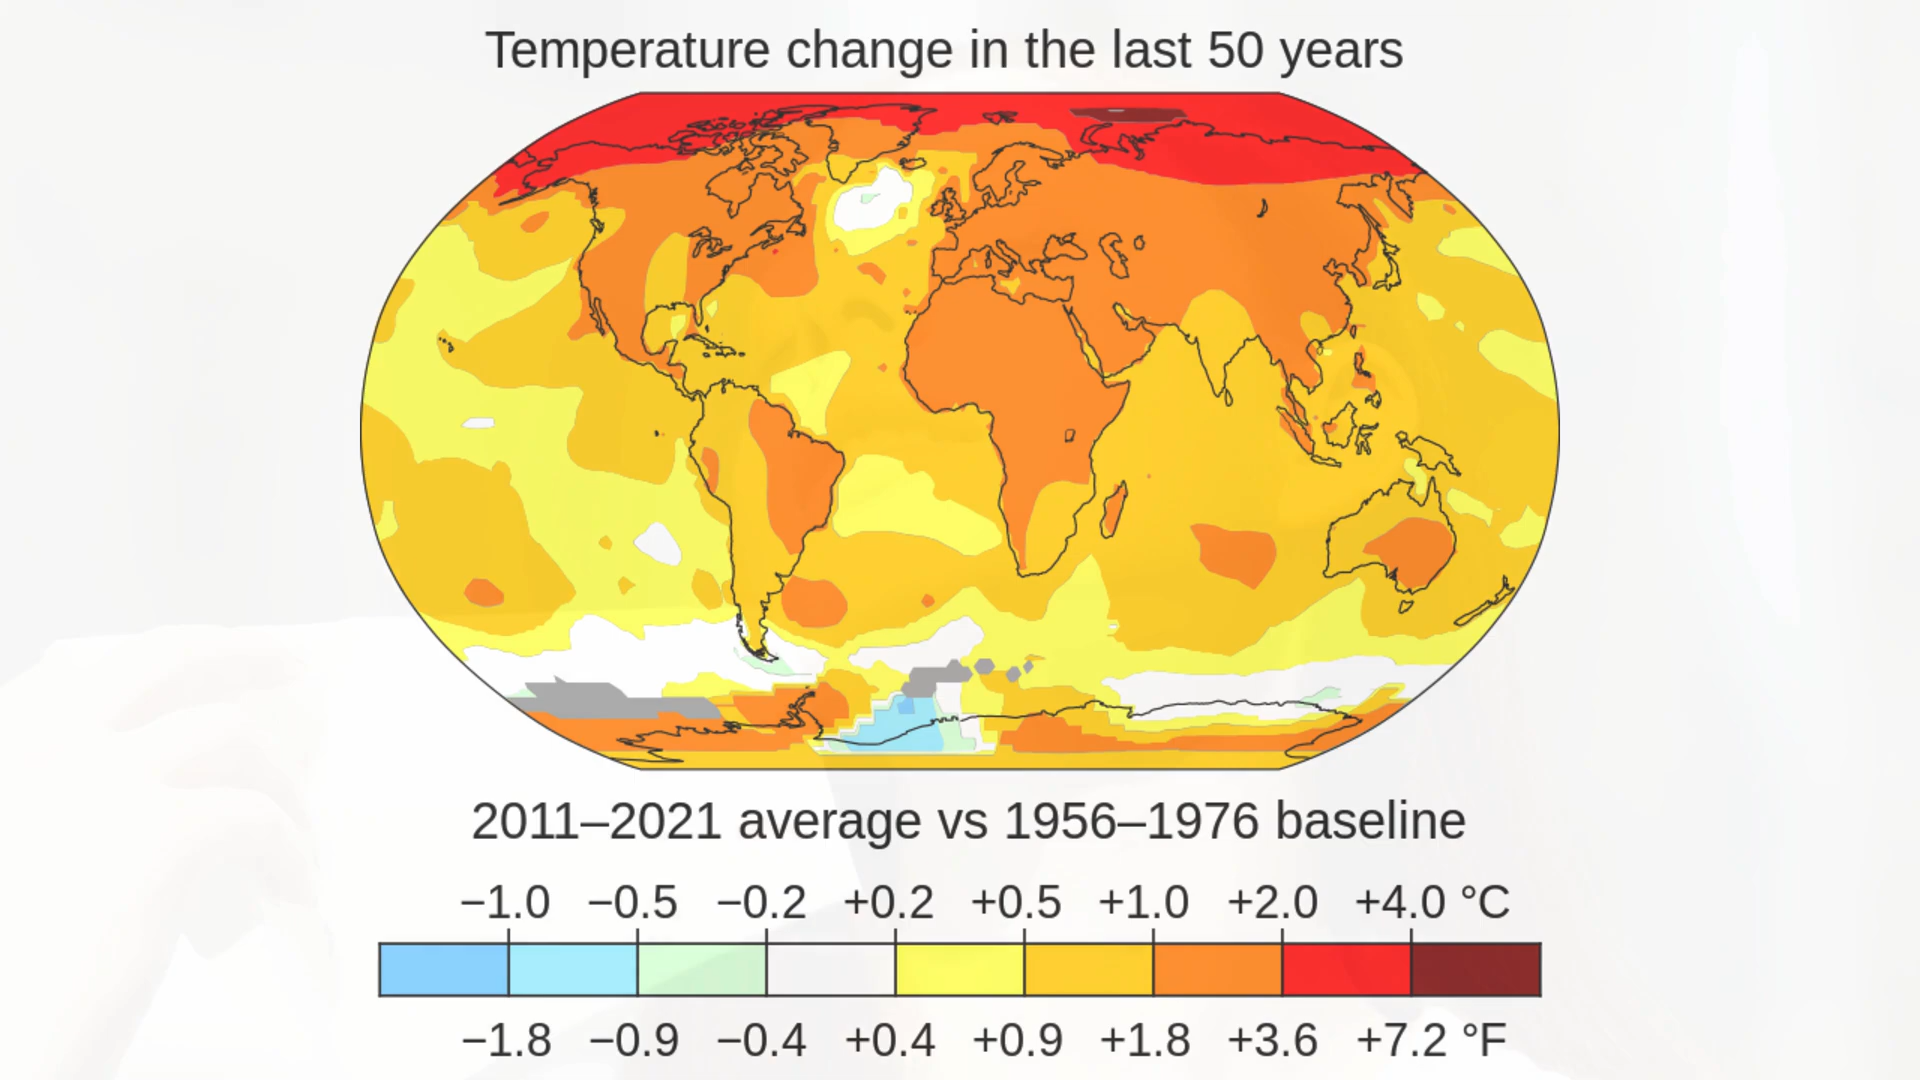 Temperature change in the last 50 years
2011–2021 average vs 1956–1976 baseline
−1.0 −0.5 −0.2 +0.2 +0.5 +1.0 +2.0 +4.0 °C
−1.8 −0.9 −0.4 +0.4 +0.9 +1.8 +3.6 +7.2 °F